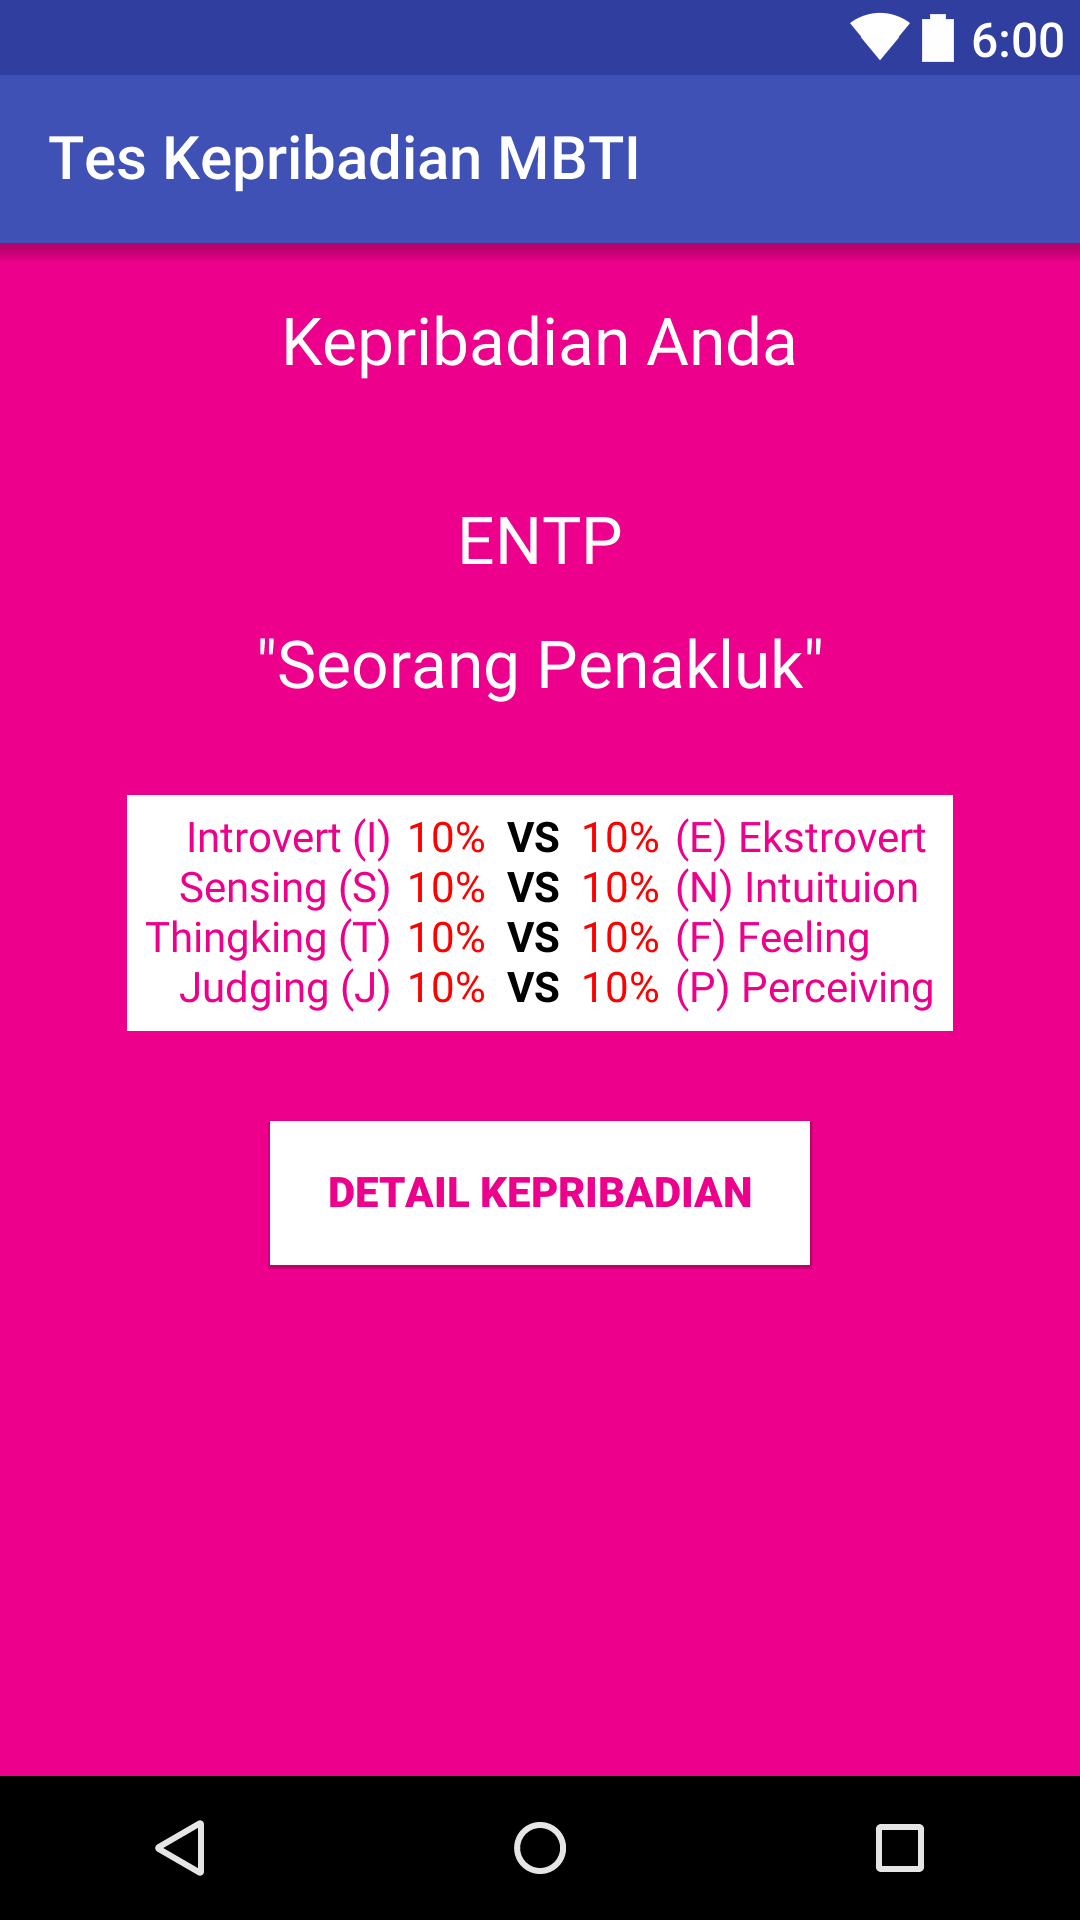 6:00
Tes Kepribadian MBTI
Kepribadian Anda
ENTP
"Seorang Penakluk"
Introvert (I) 10% VS 10% (E) Ekstrovert
Sensing (S) 10% VS 10% (N) Intuituion
Thingking (T) 10% VS 10% (F) Feeling
Judging (J) 10% VS 10% (P) Perceiving
DETAIL KEPRIBADIAN